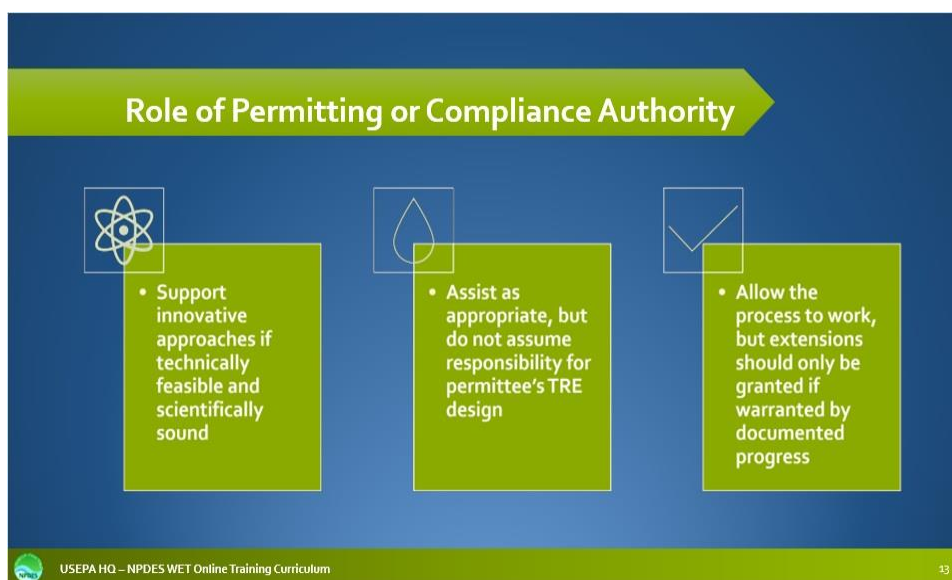 Role of Permitting or Compliance Authority
• Support
innovative
approaches if
technically
feasible and
scientifically
sound
• Assist as
appropriate, but
do not assume
responsibility for
permittee's TRE
design
• Allow the
process to work,
but extensions
should only be
granted if
warranted by
documented
progress
NPDES
USEPA HQ – NPDES WET Online Training Curriculum
13